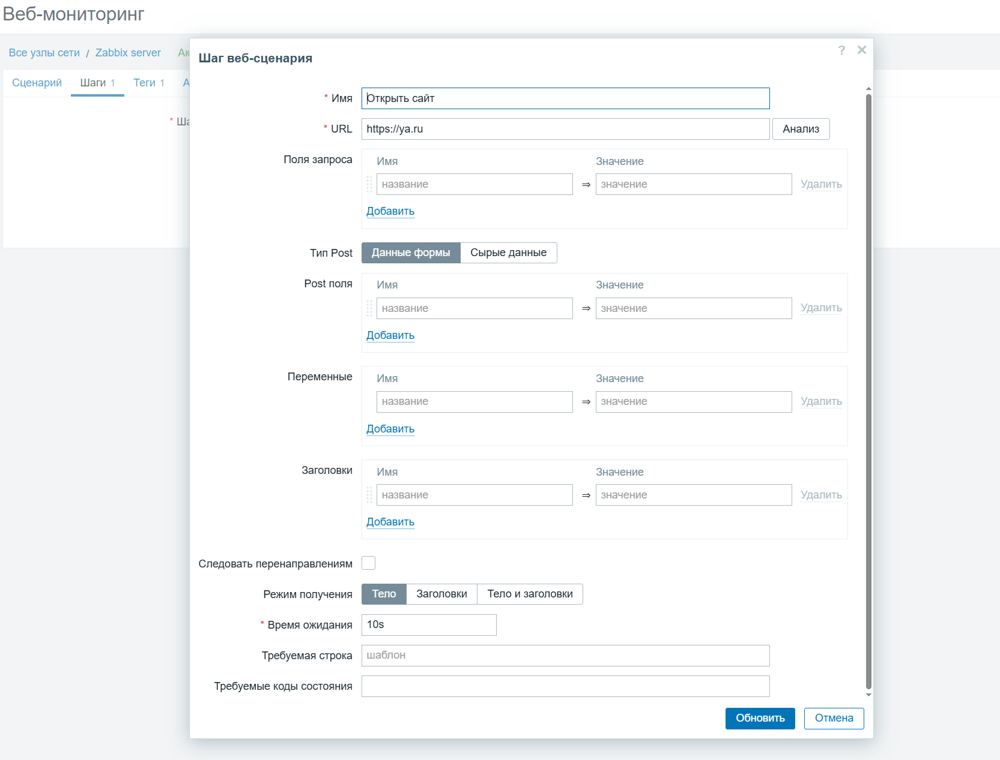 Веб-мониторинг
Все узлы сети / Zabbix server
Сценарий Шаги 1 Теги 1
Шаг веб-сценария ?
* Имя Открыть сайт
* URL https://ya.ru Анализ
Поля запроса Имя Значение
название ⇒ значение Удалить
Добавить
Тип Post Данные формы Сырые данные
Post поля Имя Значение
название ⇒ значение Удалить
Добавить
Переменные Имя Значение
название ⇒ значение Удалить
Добавить
Заголовки Имя Значение
название ⇒ значение Удалить
Добавить
Следовать перенаправлениям
Режим получения Тело Заголовки Тело и заголовки
* Время ожидания 10s
Требуемая строка шаблон
Требуемые коды состояния
Обновить Отмена